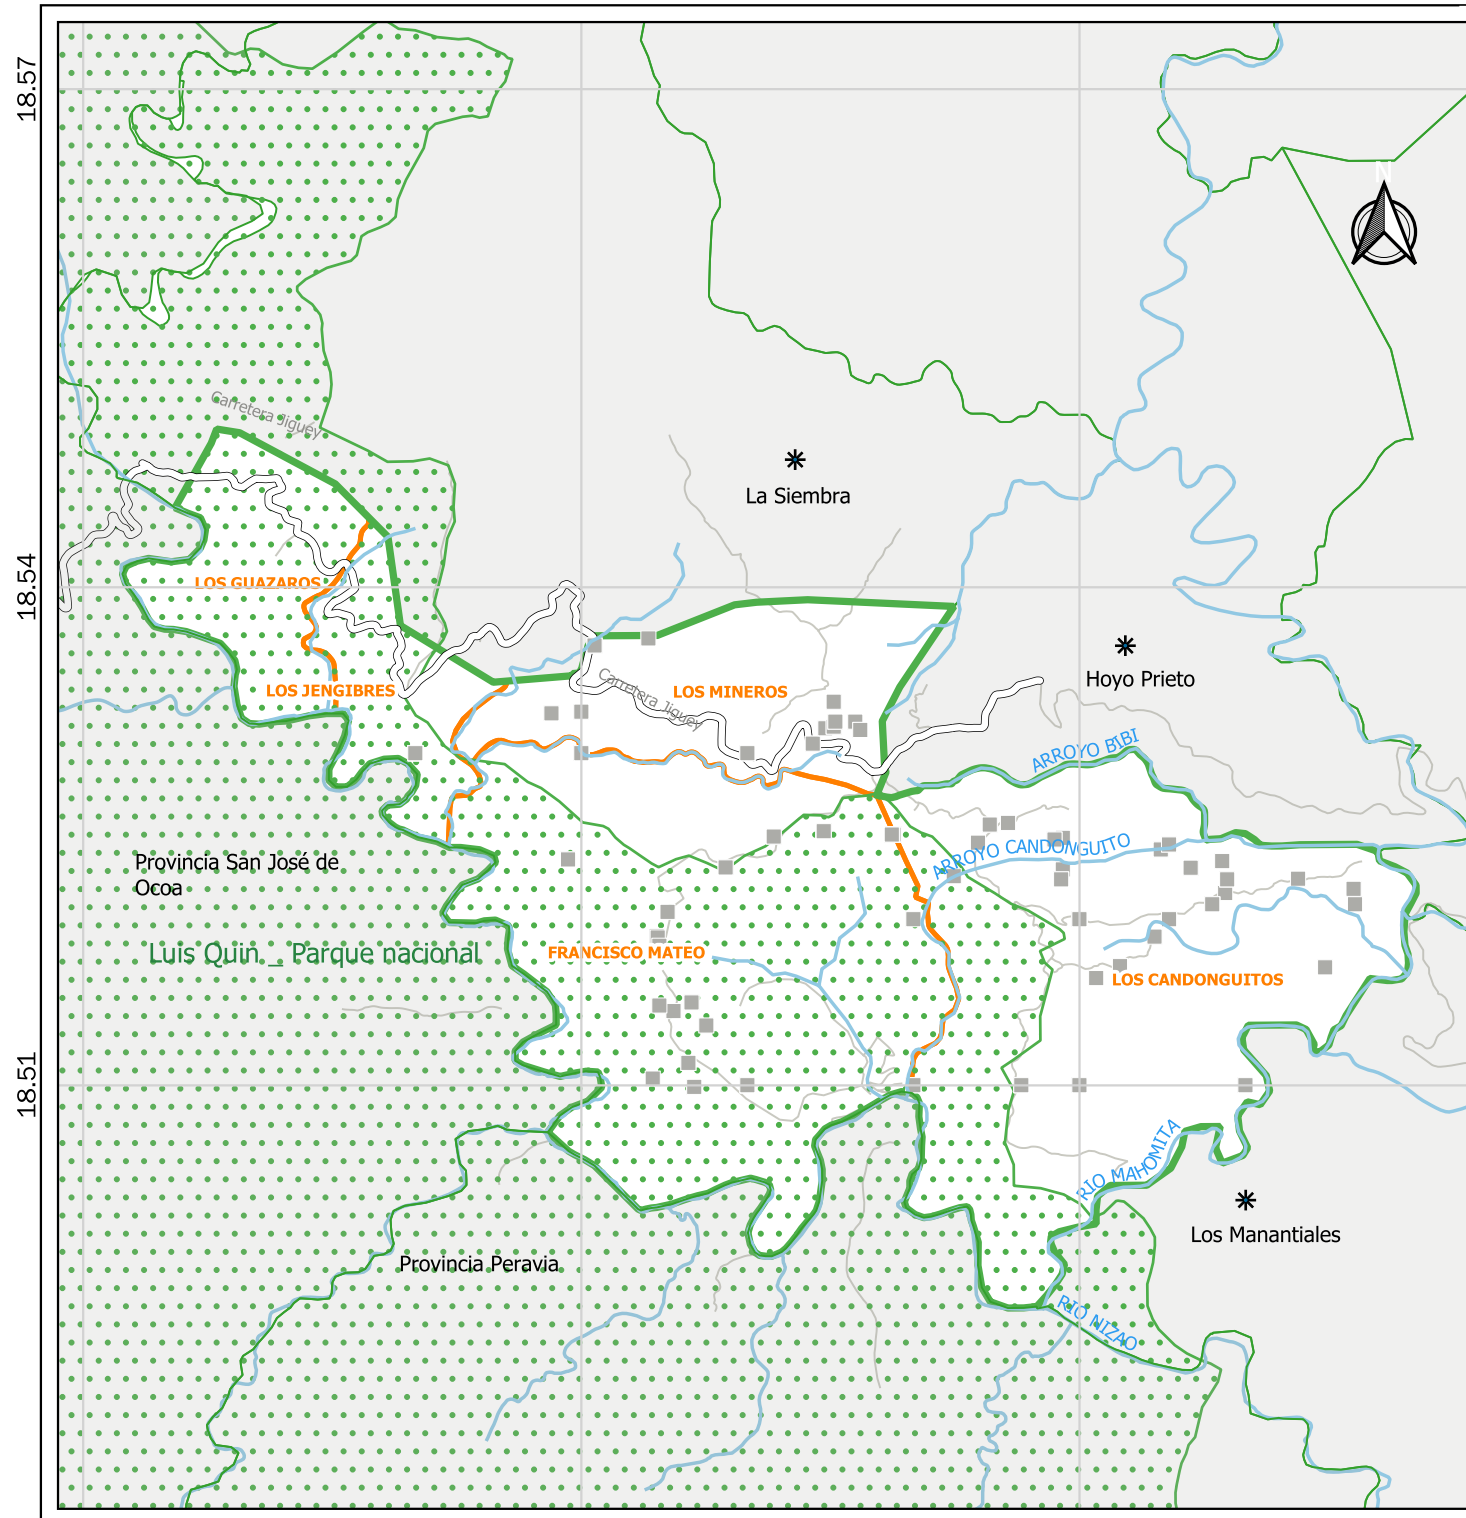 18.57
N
Carretera Jiguey
La Siembra
18.54
LOS GUAZAROS
Hoyo Prieto
LOS JENGIBRES
LOS MINEROS
Carretera Jiguey
ARROYO BIBI
ARROYO CANDONGUITO
Provincia San José de
Ocoa
Luis Quin _ Parque nacional
FRANCISCO MATEO
LOS CANDONGUITOS
18.51
RIO MAHOMITA
Los Manantiales
Provincia Peravia
RIO NIZAO